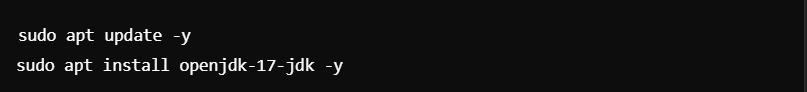 sudo apt update -y
sudo apt install openjdk-17-jdk -y